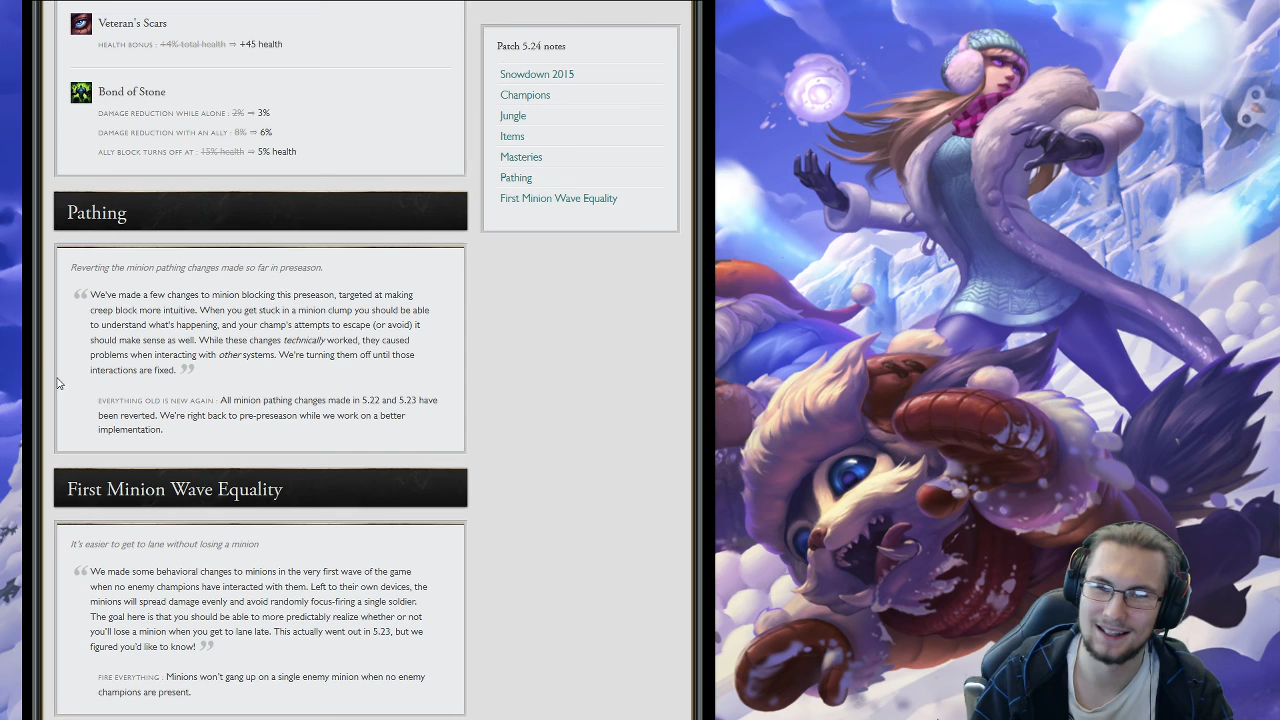 Veteran's Scars
HEALTH BONUS : +4% total health ⇒ +45 health
Bond of Stone
DAMAGE REDUCTION WHILE ALONE : 2% ⇒ 3%
DAMAGE REDUCTION WITH AN ALLY : 8% ⇒ 6%
ALLY BLOCK TURNS OFF AT : 15% health ⇒ 5% health
Pathing
Reverting the minion pathing changes made so far in preseason.
“ We've made a few changes to minion blocking this preseason, targeted at making
creep block more intuitive. When you get stuck in a minion clump you should be able
to understand what's happening, and your champ's attempts to escape (or avoid) it
should make sense as well. While these changes technically worked, they caused
problems when interacting with other systems. We're turning them off until those
interactions are fixed. ”
EVERYTHING OLD IS NEW AGAIN : All minion pathing changes made in 5.22 and 5.23 have
been reverted. We're right back to pre-preseason while we work on a better
implementation.
First Minion Wave Equality
It's easier to get to lane without losing a minion
“ We made some behavioral changes to minions in the very first wave of the game
when no enemy champions have interacted with them. Left to their own devices, the
minions will spread damage evenly and avoid randomly focus-firing a single soldier.
The goal here is that you should be able to more predictably realize whether or not
you'll lose a minion when you get to lane late. This actually went out in 5.23, but we
figured you'd like to know! ”
FIRE EVERYTHING : Minions won't gang up on a single enemy minion when no enemy
champions are present.
Patch 5.24 notes
Snowdown 2015
Champions
Jungle
Items
Masteries
Pathing
First Minion Wave Equality